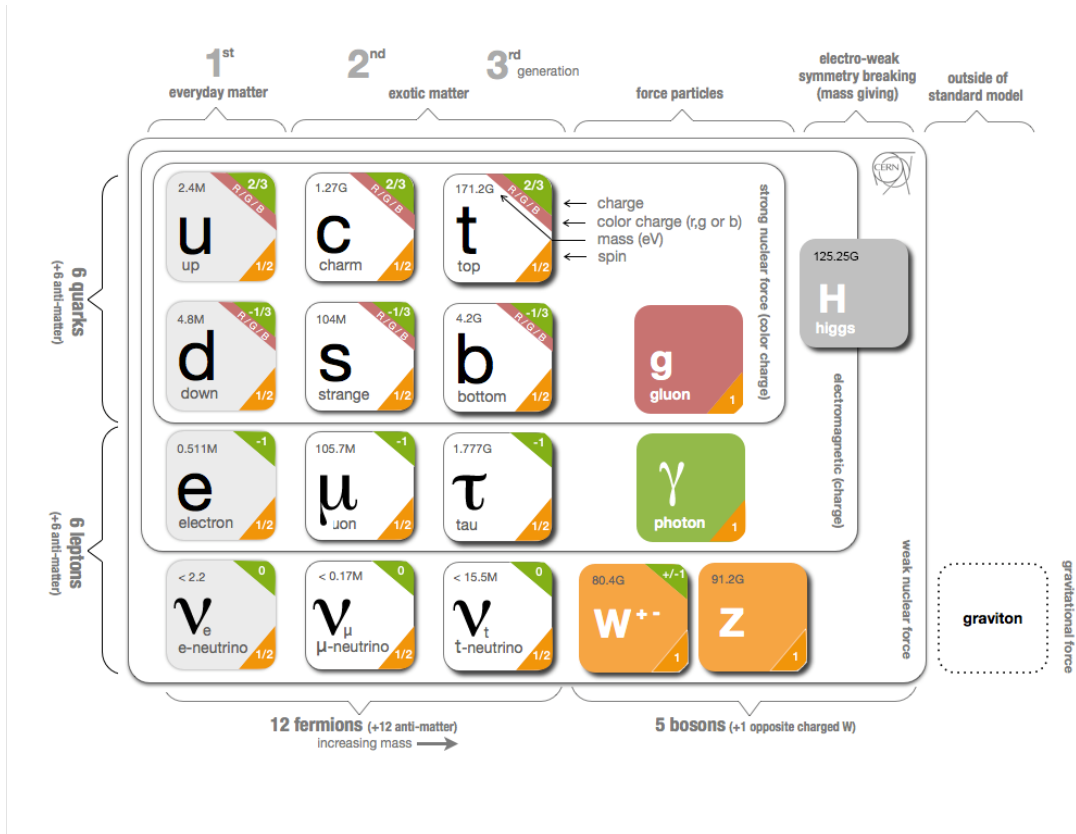 1st
2nd
3rd generation
everyday matter
exotic matter
force particles
electro-weak
symmetry breaking
(mass giving)
outside of
standard model
CERN
6 quarks
(+6 anti-matter)
2.4M
2/3
R/G/B
u
up
1/2
1.27G
2/3
R/G/B
c
charm
1/2
171.2G
2/3
R/G/B
t
top
1/2
charge
color charge (r,g or b)
mass (eV)
spin
strong nuclear force (color charge)
125.25G
H
higgs
4.8M
-1/3
R/G/B
d
down
1/2
104M
-1/3
R/G/B
s
strange
1/2
4.2G
-1/3
R/G/B
b
bottom
1/2
g
gluon
1
electromagnetic (charge)
6 leptons
(+6 anti-matter)
0.511M
-1
e
electron
1/2
105.7M
-1
μ
uon
1/2
1.777G
-1
τ
tau
1/2
γ
photon
1
weak nuclear force
< 2.2
0
νe
e-neutrino
1/2
< 0.17M
0
νμ
μ-neutrino
1/2
< 15.5M
0
νt
t-neutrino
1/2
80.4G
+/-1
W+-
1
91.2G
Z
1
graviton
gravitational force
12 fermions (+12 anti-matter)
increasing mass
5 bosons (+1 opposite charged W)